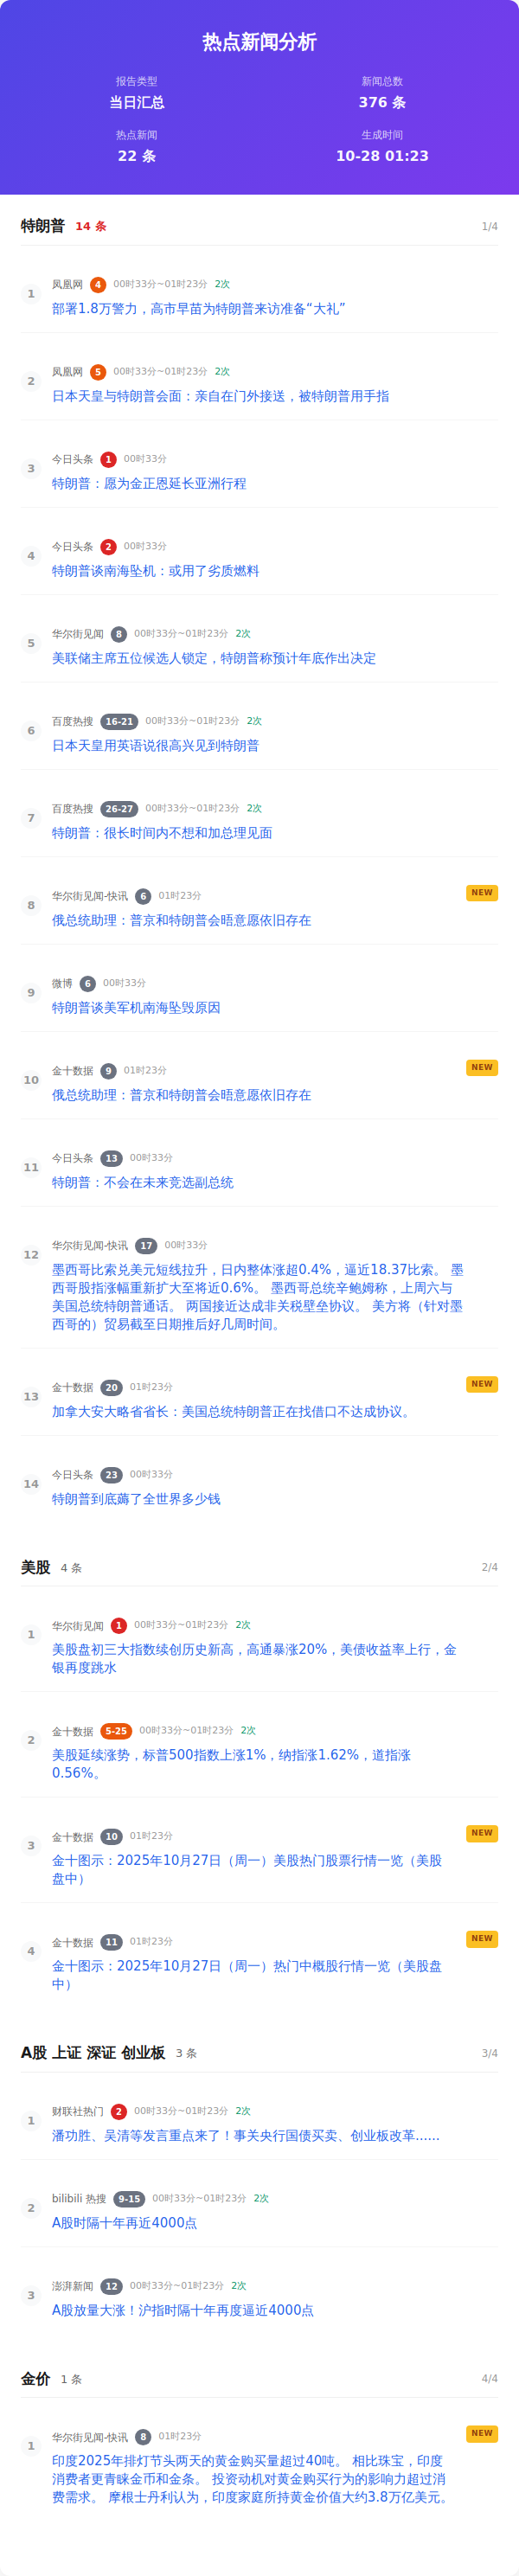 热点新闻分析
报告类型
当日汇总
新闻总数
376 条
热点新闻
22 条
生成时间
10-28 01:23
特朗普 14 条 1/4
1 凤凰网 4 00时33分~01时23分 2次
部署1.8万警力，高市早苗为特朗普来访准备“大礼”
2 凤凰网 5 00时33分~01时23分 2次
日本天皇与特朗普会面：亲自在门外接送，被特朗普用手指
3 今日头条 1 00时33分
特朗普：愿为金正恩延长亚洲行程
4 今日头条 2 00时33分
特朗普谈南海坠机：或用了劣质燃料
5 华尔街见闻 8 00时33分~01时23分 2次
美联储主席五位候选人锁定，特朗普称预计年底作出决定
6 百度热搜 16-21 00时33分~01时23分 2次
日本天皇用英语说很高兴见到特朗普
7 百度热搜 26-27 00时33分~01时23分 2次
特朗普：很长时间内不想和加总理见面
8 华尔街见闻-快讯 6 01时23分 NEW
俄总统助理：普京和特朗普会晤意愿依旧存在
9 微博 6 00时33分
特朗普谈美军机南海坠毁原因
10 金十数据 9 01时23分 NEW
俄总统助理：普京和特朗普会晤意愿依旧存在
11 今日头条 13 00时33分
特朗普：不会在未来竞选副总统
12 华尔街见闻-快讯 17 00时33分
墨西哥比索兑美元短线拉升，日内整体涨超0.4%，逼近18.37比索。 墨
西哥股指涨幅重新扩大至将近0.6%。 墨西哥总统辛鲍姆称，上周六与
美国总统特朗普通话。 两国接近达成非关税壁垒协议。 美方将（针对墨
西哥的）贸易截至日期推后好几周时间。
13 金十数据 20 01时23分 NEW
加拿大安大略省省长：美国总统特朗普正在找借口不达成协议。
14 今日头条 23 00时33分
特朗普到底薅了全世界多少钱
美股 4 条 2/4
1 华尔街见闻 1 00时33分~01时23分 2次
美股盘初三大指数续创历史新高，高通暴涨20%，美债收益率上行，金
银再度跳水
2 金十数据 5-25 00时33分~01时23分 2次
美股延续涨势，标普500指数上涨1%，纳指涨1.62%，道指涨
0.56%。
3 金十数据 10 01时23分 NEW
金十图示：2025年10月27日（周一）美股热门股票行情一览（美股
盘中）
4 金十数据 11 01时23分 NEW
金十图示：2025年10月27日（周一）热门中概股行情一览（美股盘
中）
A股 上证 深证 创业板 3 条 3/4
1 财联社热门 2 00时33分~01时23分 2次
潘功胜、吴清等发言重点来了！事关央行国债买卖、创业板改革……
2 bilibili 热搜 9-15 00时33分~01时23分 2次
A股时隔十年再近4000点
3 澎湃新闻 12 00时33分~01时23分 2次
A股放量大涨！沪指时隔十年再度逼近4000点
金价 1 条 4/4
1 华尔街见闻-快讯 8 01时23分 NEW
印度2025年排灯节头两天的黄金购买量超过40吨。 相比珠宝，印度
消费者更青睐金币和金条。 投资动机对黄金购买行为的影响力超过消
费需求。 摩根士丹利认为，印度家庭所持黄金价值大约3.8万亿美元。